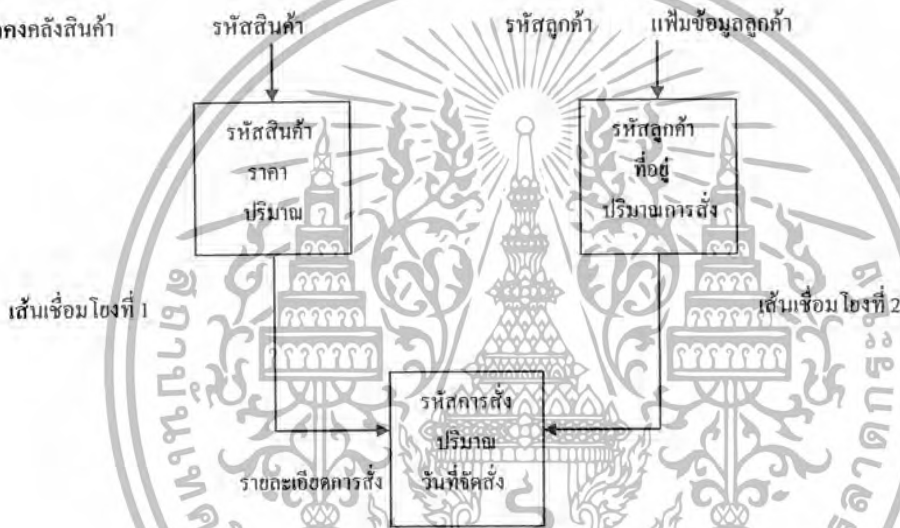 คงคลังสินค้า รหัสสินค้า รหัสลูกค้า แฟ้มข้อมูลลูกค้า
รหัสสินค้า
ราคา
ปริมาณ
รหัสลูกค้า
ที่อยู่
ปริมาณการสั่ง
เส้นเชื่อมโยงที่ 1
เส้นเชื่อมโยงที่ 2
รหัสการสั่ง
ปริมาณ
วันที่จัดสั่ง
รายละเอียดการสั่ง